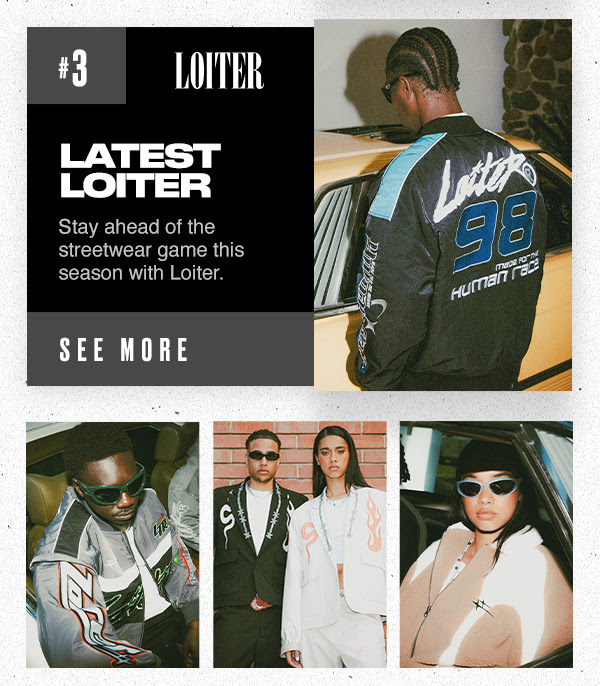 #3
LOITER
LATEST
LOITER
Stay ahead of the
streetwear game this
season with Loiter.
SEE MORE
Loiter
98
MADE FOR THE
HUMAN RACE